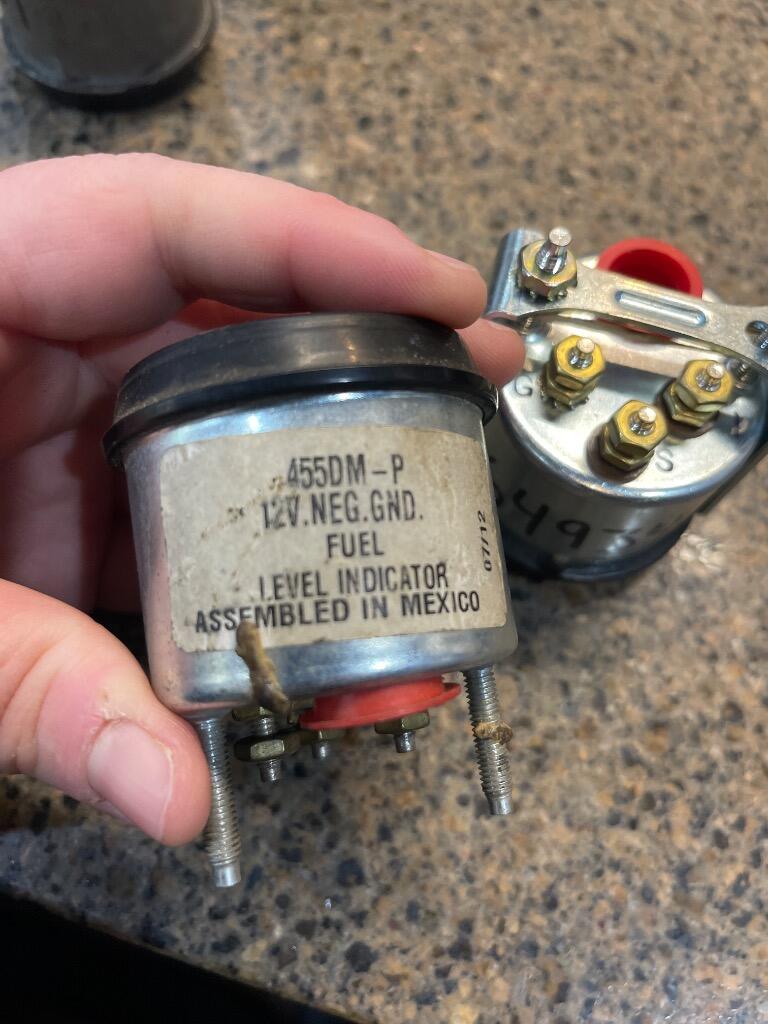 455DM-P
12V.NEG.GND.
FUEL
LEVEL INDICATOR
ASSEMBLED IN MEXICO
07/12
G
S